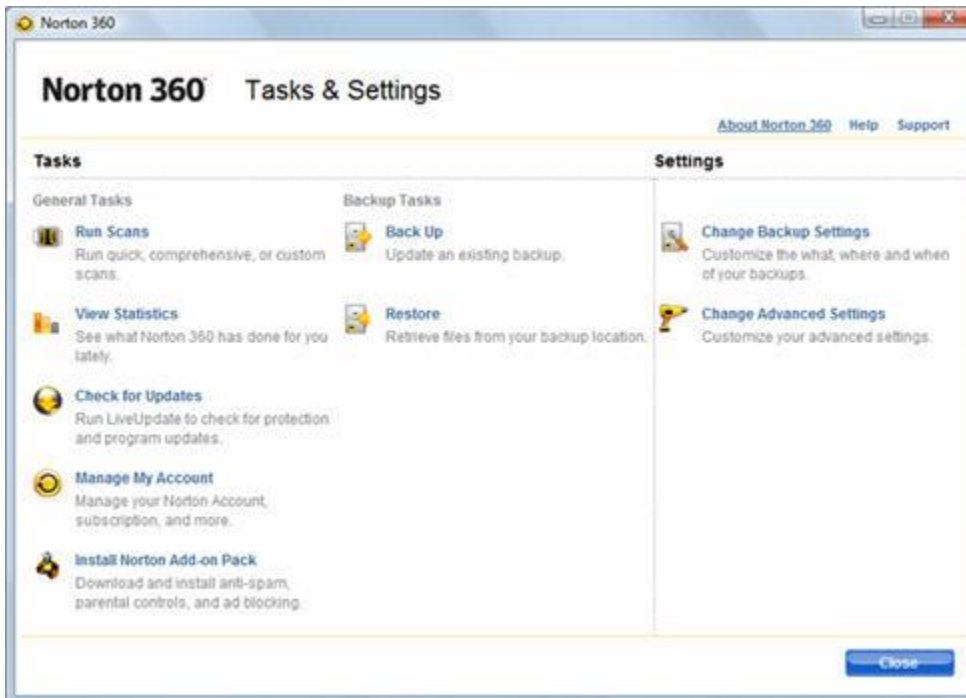 Norton 360
Norton 360 Tasks & Settings
About Norton 360 Help Support
Tasks
Settings
General Tasks
Backup Tasks
Run Scans
Run quick, comprehensive, or custom
scans.
View Statistics
See what Norton 360 has done for you
lately.
Check for Updates
Run LiveUpdate to check for protection
and program updates.
Manage My Account
Manage your Norton Account,
subscription, and more.
Install Norton Add-on Pack
Download and install anti-spam,
parental controls, and ad blocking.
Back Up
Update an existing backup.
Restore
Retrieve files from your backup location.
Change Backup Settings
Customize the what, where and when
of your backups.
Change Advanced Settings
Customize your advanced settings.
Close